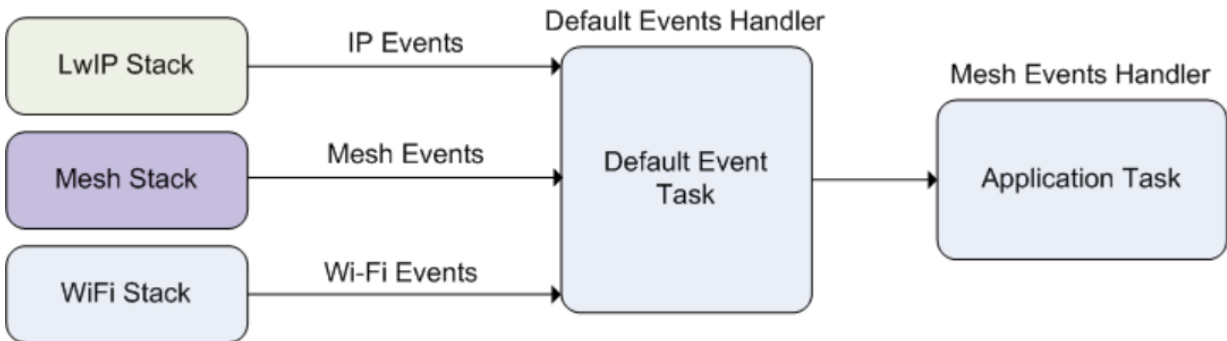 Default Events Handler
LwIP Stack
IP Events
Mesh Events Handler
Mesh Stack
Mesh Events
Default Event
Task
Application Task
WiFi Stack
Wi-Fi Events